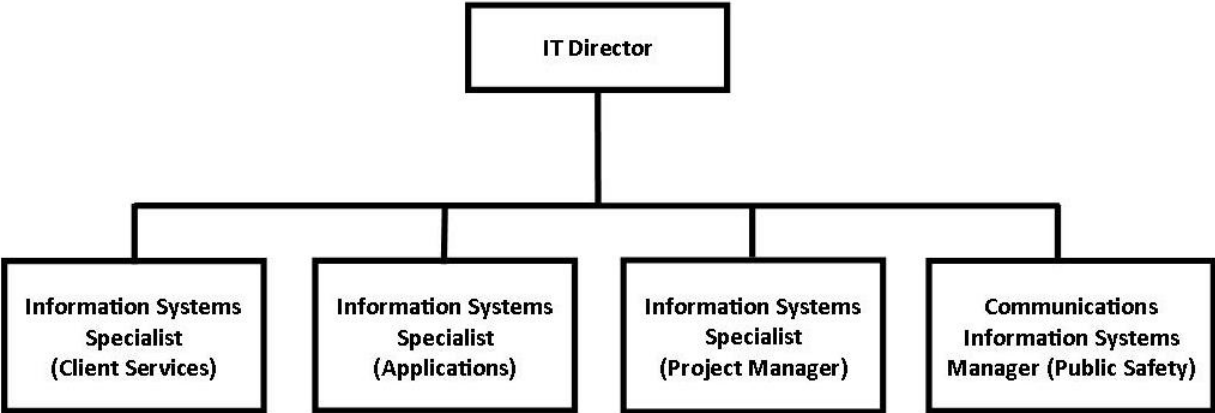 IT Director
Information Systems
Specialist
(Client Services)
Information Systems
Specialist
(Applications)
Information Systems
Specialist
(Project Manager)
Communications
Information Systems
Manager (Public Safety)